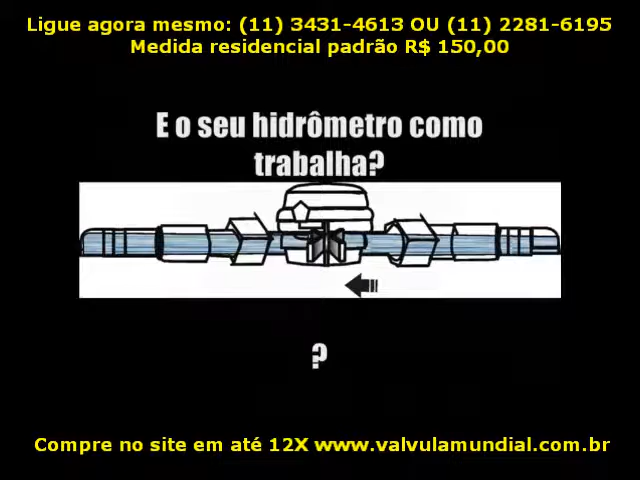 Ligue agora mesmo: (11) 3431-4613 OU (11) 2281-6195
Medida residencial padrão R$ 150,00
E o seu hidrômetro como
trabalha?
?
Compre no site em até 12X www.valvulamundial.com.br